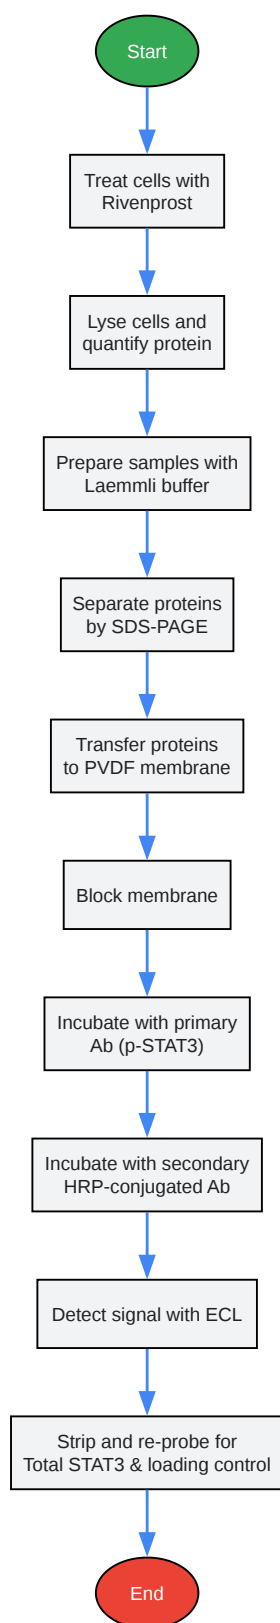 Start
Treat cells with
Rivenprost
Lyse cells and
quantify protein
Prepare samples with
Laemmli buffer
Separate proteins
by SDS-PAGE
Transfer proteins
to PVDF membrane
Block membrane
Incubate with primary
Ab (p-STAT3)
Incubate with secondary
HRP-conjugated Ab
Detect signal with ECL
Strip and re-probe for
Total STAT3 & loading control
End